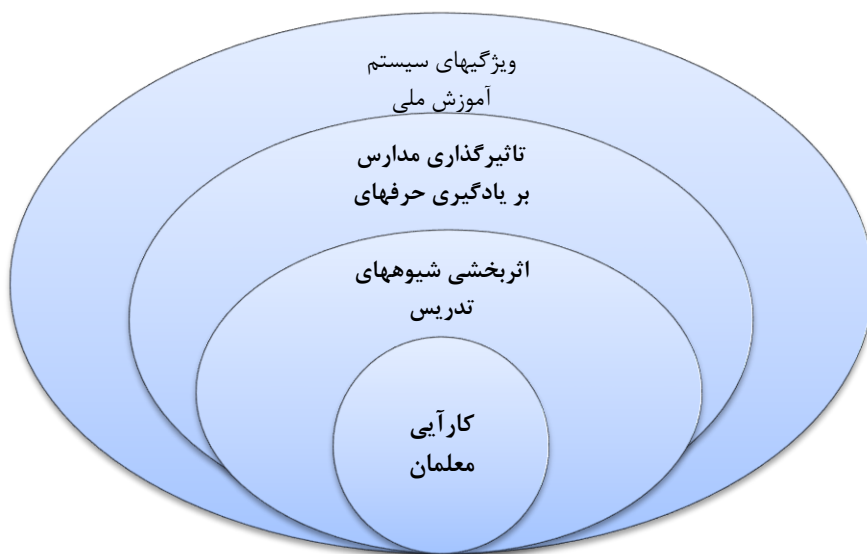 ویژگیهای سیستم
آموزش ملی
تاثیرگذاری مدارس
بر یادگیری حرفهای
اثربخشی شیوههای
تدریس
کارآیی
معلمان